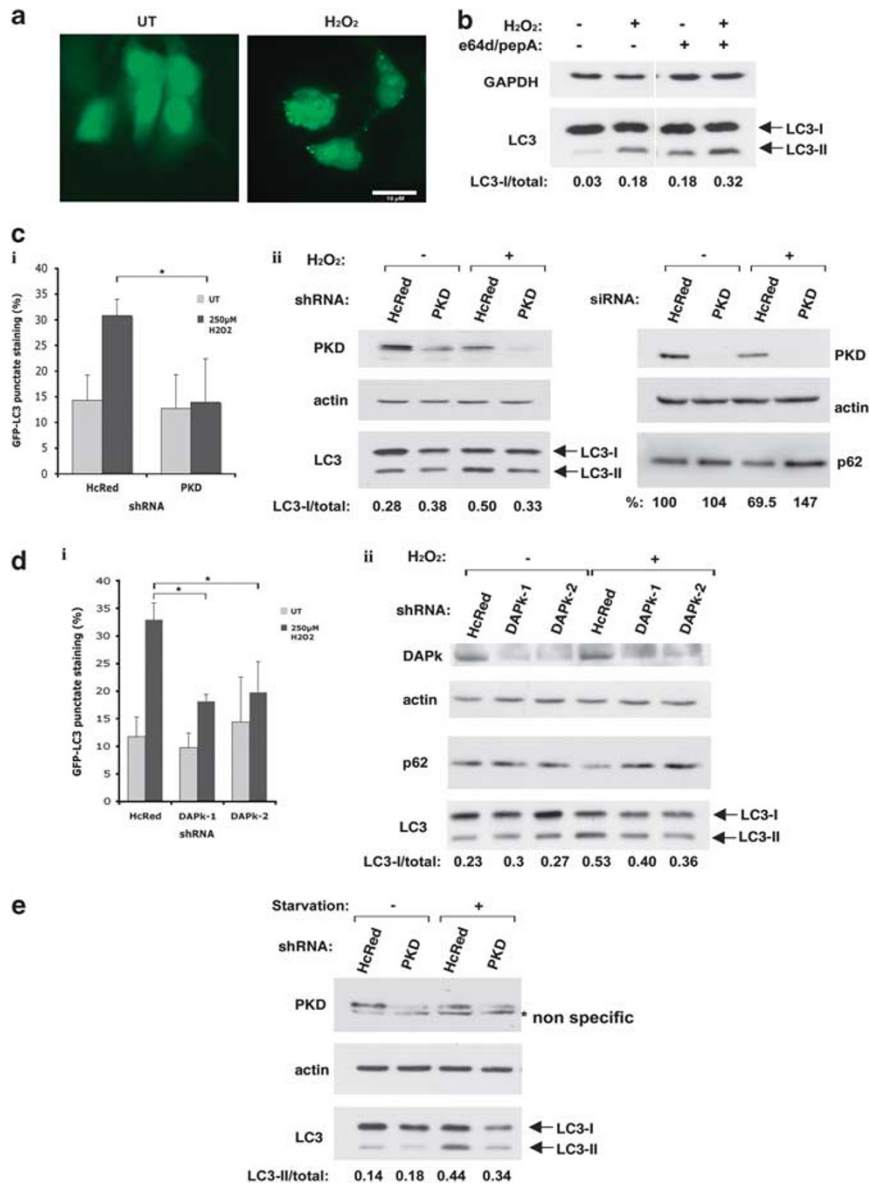 a
UT
H₂O₂
10 µM
b
H₂O₂: - + - +
e64d/pepA: - - + +
GAPDH
LC3
LC3-I
LC3-II
LC3-I/total: 0.03 0.18 0.18 0.32
c
i
GFP-LC3 punctate staining (%)
40
35
30
25
20
15
10
5
0
*
UT
250µM
H2O2
HcRed PKD
shRNA
ii
H₂O₂: - +
shRNA: HcRed PKD HcRed PKD
PKD
actin
LC3
LC3-I
LC3-II
LC3-I/total: 0.28 0.38 0.50 0.33
- +
siRNA: HcRed PKD HcRed PKD
PKD
actin
p62
%: 100 104 69.5 147
d
i
GFP-LC3 punctate staining (%)
40
35
30
25
20
15
10
5
0
*
*
UT
250µM
H2O2
HcRed DAPk-1 DAPk-2
shRNA
ii
H₂O₂: - +
shRNA: HcRed DAPk-1 DAPk-2 HcRed DAPk-1 DAPk-2
DAPk
actin
p62
LC3
LC3-I
LC3-II
LC3-I/total: 0.23 0.3 0.27 0.53 0.40 0.36
e
Starvation: - +
shRNA: HcRed PKD HcRed PKD
PKD
* non specific
actin
LC3
LC3-I
LC3-II
LC3-II/total: 0.14 0.18 0.44 0.34